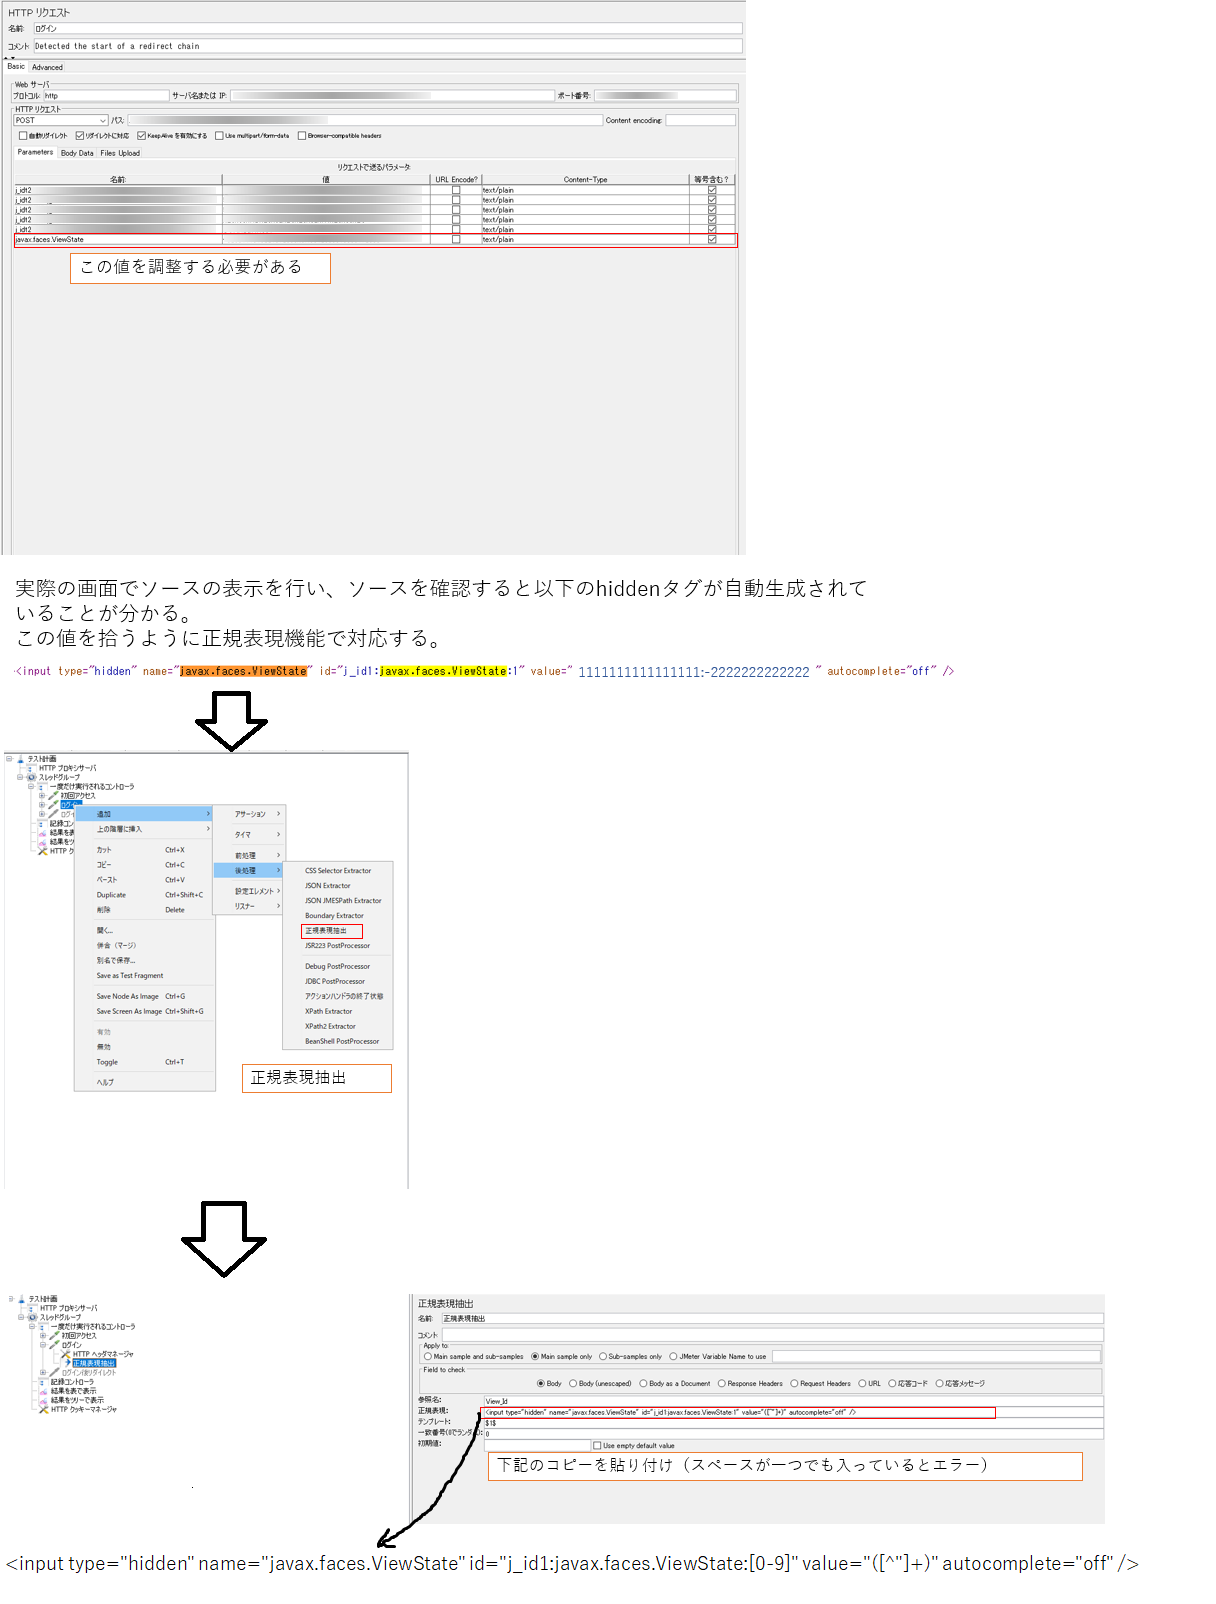 HTTP リクエスト
名前: ログイン
コメント: Detected the start of a redirect chain
Basic Advanced
Web サーバ
プロトコル: http サーバ名または IP: ポート番号:
HTTP リクエスト
POST パス: Content encoding:
自動リダイレクト リダイレクトに対応 KeepAlive を有効にする Use multipart/form-data Browser-compatible headers
Parameters Body Data Files Upload
リクエストで送るパラメータ:
名前: 値 URL Encode? Content-Type 等号含む?
j_idt2 text/plain
j_idt2 text/plain
j_idt2 text/plain
j_idt2 text/plain
j_idt2 text/plain
javax.faces.ViewState text/plain
この値を調整する必要がある
実際の画面でソースの表示を行い、ソースを確認すると以下のhiddenタグが自動生成されて
いることが分かる。
この値を拾うように正規表現機能で対応する。
<input type="hidden" name="javax.faces.ViewState" id="j_id1:javax.faces.ViewState:1" value=" 1111111111111111:-2222222222222 " autocomplete="off" />
テスト計画
HTTP プロキシサーバ
スレッドグループ
一度だけ実行されるコントローラ
初回アクセス
ログイン
ログイ
記録コン
結果を表
結果をツ
HTTP ク
追加
上の階層に挿入
カット Ctrl+X
コピー Ctrl+C
ペースト Ctrl+V
Duplicate Ctrl+Shift+C
削除 Delete
開く...
併合（マージ）
別名で保存...
Save as Test Fragment
Save Node As Image Ctrl+G
Save Screen As Image Ctrl+Shift+G
有効
無効
Toggle Ctrl+T
ヘルプ
アサーション
タイマ
前処理
後処理
設定エレメント
リスナー
CSS Selector Extractor
JSON Extractor
JSON JMESPath Extractor
Boundary Extractor
正規表現抽出
JSR223 PostProcessor
Debug PostProcessor
JDBC PostProcessor
アクションハンドラの終了状態
XPath Extractor
XPath2 Extractor
BeanShell PostProcessor
正規表現抽出
テスト計画
HTTP プロキシサーバ
スレッドグループ
一度だけ実行されるコントローラ
初回アクセス
ログイン
HTTP ヘッダマネージャ
正規表現抽出
ログイン後リダイレクト
記録コントローラ
結果を表で表示
結果をツリーで表示
HTTP クッキーマネージャ
正規表現抽出
名前: 正規表現抽出
コメント
Apply to:
Main sample and sub-samples Main sample only Sub-samples only JMeter Variable Name to use
Field to check
Body Body (unescaped) Body as a Document Response Headers Request Headers URL 応答コード 応答メッセージ
参照名: View_Id
正規表現: <input type="hidden" name="javax.faces.ViewState" id="j_id1:javax.faces.ViewState:1" value="([^"]+)" autocomplete="off" />
テンプレート: $1$
一致番号(0でランダム): 0
初期値: Use empty default value
下記のコピーを貼り付け（スペースが一つでも入っているとエラー）
<input type="hidden" name="javax.faces.ViewState" id="j_id1:javax.faces.ViewState:[0-9]" value="([^"]+)" autocomplete="off" />